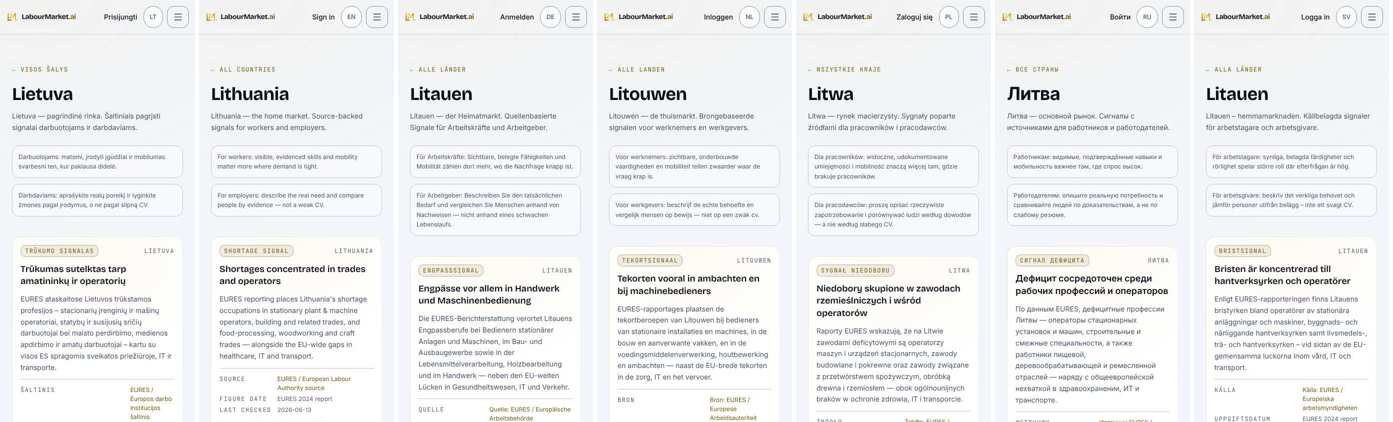 LabourMarket.ai
Prisijungti
LT
← VISOS ŠALYS
Lietuva
Lietuva — pagrindinė rinka. Šaltiniais pagrįsti
signalai darbuotojams ir darbdaviams.
Darbuotojams: matomi, įrodyti įgūdžiai ir mobilumas
svarbesni ten, kur paklausa didelė.
Darbdaviams: aprašykite realų poreikį ir lyginkite
žmones pagal įrodymus, o ne pagal silpną CV.
TRŪKUMO SIGNALAS
LIETUVA
Trūkumas sutelktas tarp
amatininkų ir operatorių
EURES ataskaitose Lietuvos trūkstamos
profesijos – stacionarių įrenginių ir mašinų
operatoriai, statybų ir susijusių sričių
darbuotojai bei maisto perdirbimo, medienos
apdirbimo ir amatų darbuotojai – kartu su
visos ES spragomis sveikatos priežiūroje, IT ir
transporte.
ŠALTINIS
EURES /
Europos darbo
institucijos
šaltinis
LabourMarket.ai
Sign in
EN
← ALL COUNTRIES
Lithuania
Lithuania — the home market. Source-backed
signals for workers and employers.
For workers: visible, evidenced skills and mobility
matter more where demand is tight.
For employers: describe the real need and compare
people by evidence — not a weak CV.
SHORTAGE SIGNAL
LITHUANIA
Shortages concentrated in trades
and operators
EURES reporting places Lithuania's shortage
occupations in stationary plant & machine
operators, building and related trades, and
food-processing, woodworking and craft
trades — alongside the EU-wide gaps in
healthcare, IT and transport.
SOURCE
EURES / European Labour
Authority source
FIGURE DATE
EURES 2024 report
LAST CHECKED
2026-06-13
LabourMarket.ai
Anmelden
DE
← ALLE LÄNDER
Litauen
Litauen — der Heimatmarkt. Quellenbasierte
Signale für Arbeitskräfte und Arbeitgeber.
Für Arbeitskräfte: Sichtbare, belegte Fähigkeiten und
Mobilität zählen dort mehr, wo die Nachfrage knapp ist.
Für Arbeitgeber: Beschreiben Sie den tatsächlichen
Bedarf und vergleichen Sie Menschen anhand von
Nachweisen — nicht anhand eines schwachen
Lebenslaufs.
ENGPASSSIGNAL
LITAUEN
Engpässe vor allem in Handwerk
und Maschinenbedienung
Die EURES-Berichterstattung verortet Litauens
Engpassberufe bei Bedienern stationärer
Anlagen und Maschinen, im Bau- und
Ausbaugewerbe sowie in der
Lebensmittelverarbeitung, Holzbearbeitung
und im Handwerk — neben den EU-weiten
Lücken in Gesundheitswesen, IT und Verkehr.
QUELLE
Quelle: EURES / Europäische
Arbeitsbehörde
LabourMarket.ai
Inloggen
NL
← ALLE LANDEN
Litouwen
Litouwen — de thuismarkt. Brongebaseerde
signalen voor werknemers en werkgevers.
Voor werknemers: zichtbare, onderbouwde
vaardigheden en mobiliteit tellen zwaarder waar de
vraag krap is.
Voor werkgevers: beschrijf de echte behoefte en
vergelijk mensen op bewijs — niet op een zwak cv.
TEKORTSIGNAAL
LITOUWEN
Tekorten vooral in ambachten en
bij machinebedieners
EURES-rapportages plaatsen de
tekortberoepen van Litouwen bij bedieners
van stationaire installaties en machines, in de
bouw en aanverwante vakken, en in de
voedingsmiddelenverwerking, houtbewerking
en ambachten — naast de EU-brede tekorten
in de zorg, IT en het vervoer.
BRON
Bron: EURES /
Europese
Arbeidsautoriteit
LabourMarket.ai
Zaloguj się
PL
← WSZYSTKIE KRAJE
Litwa
Litwa — rynek macierzysty. Sygnały poparte
źródłami dla pracowników i pracodawców.
Dla pracowników: widoczne, udokumentowane
umiejętności i mobilność znaczą więcej tam, gdzie
brakuje pracowników.
Dla pracodawców: proszę opisać rzeczywiste
zapotrzebowanie i porównywać ludzi według dowodów
— a nie według słabego CV.
SYGNAŁ NIEDOBORU
LITWA
Niedobory skupione w zawodach
rzemieślniczych i wśród
operatorów
Raporty EURES wskazują, że na Litwie
zawodami deficytowymi są operatorzy
maszyn i urządzeń stacjonarnych, zawody
budowlane i pokrewne oraz zawody związane
z przetwórstwem spożywczym, obróbką
drewna i rzemiosłem — obok ogólnounijnych
braków w ochronie zdrowia, IT i transporcie.
LabourMarket.ai
Войти
RU
← ВСЕ СТРАНЫ
Литва
Литва — основной рынок. Сигналы с
источниками для работников и работодателей.
Работникам: видимые, подтверждённые навыки и
мобильность важнее там, где спрос высок.
Работодателям: опишите реальную потребность и
сравнивайте людей по доказательствам, а не по
слабому резюме.
СИГНАЛ ДЕФИЦИТА
ЛИТВА
Дефицит сосредоточен среди
рабочих профессий и операторов
По данным EURES, дефицитные профессии
Литвы — операторы стационарных
установок и машин, строительные и
смежные специальности, а также
работники пищевой,
деревообрабатывающей и ремесленной
отраслей — наряду с общеевропейской
нехваткой в здравоохранении, ИТ и
транспорте.
LabourMarket.ai
Logga in
SV
← ALLA LÄNDER
Litauen
Litauen – hemmamarknaden. Källbelagda signaler
för arbetstagare och arbetsgivare.
För arbetstagare: synliga, belagda färdigheter och
rörlighet spelar större roll där efterfrågan är hög.
För arbetsgivare: beskriv det verkliga behovet och
jämför personer utifrån belägg – inte ett svagt CV.
BRISTSIGNAL
LITAUEN
Bristen är koncentrerad till
hantverksyrken och operatörer
Enligt EURES-rapporteringen finns Litauens
bristyrken bland operatörer av stationära
anläggningar och maskiner, byggnads- och
närliggande hantverksyrken samt livsmedels-,
trä- och hantverksyrken – vid sidan av de EU-
gemensamma luckorna inom vård, IT och
transport.
KÄLLA
Källa: EURES /
Europeiska
arbetsmyndigheten
UPPGIFTSDATUM
EURES 2024 report